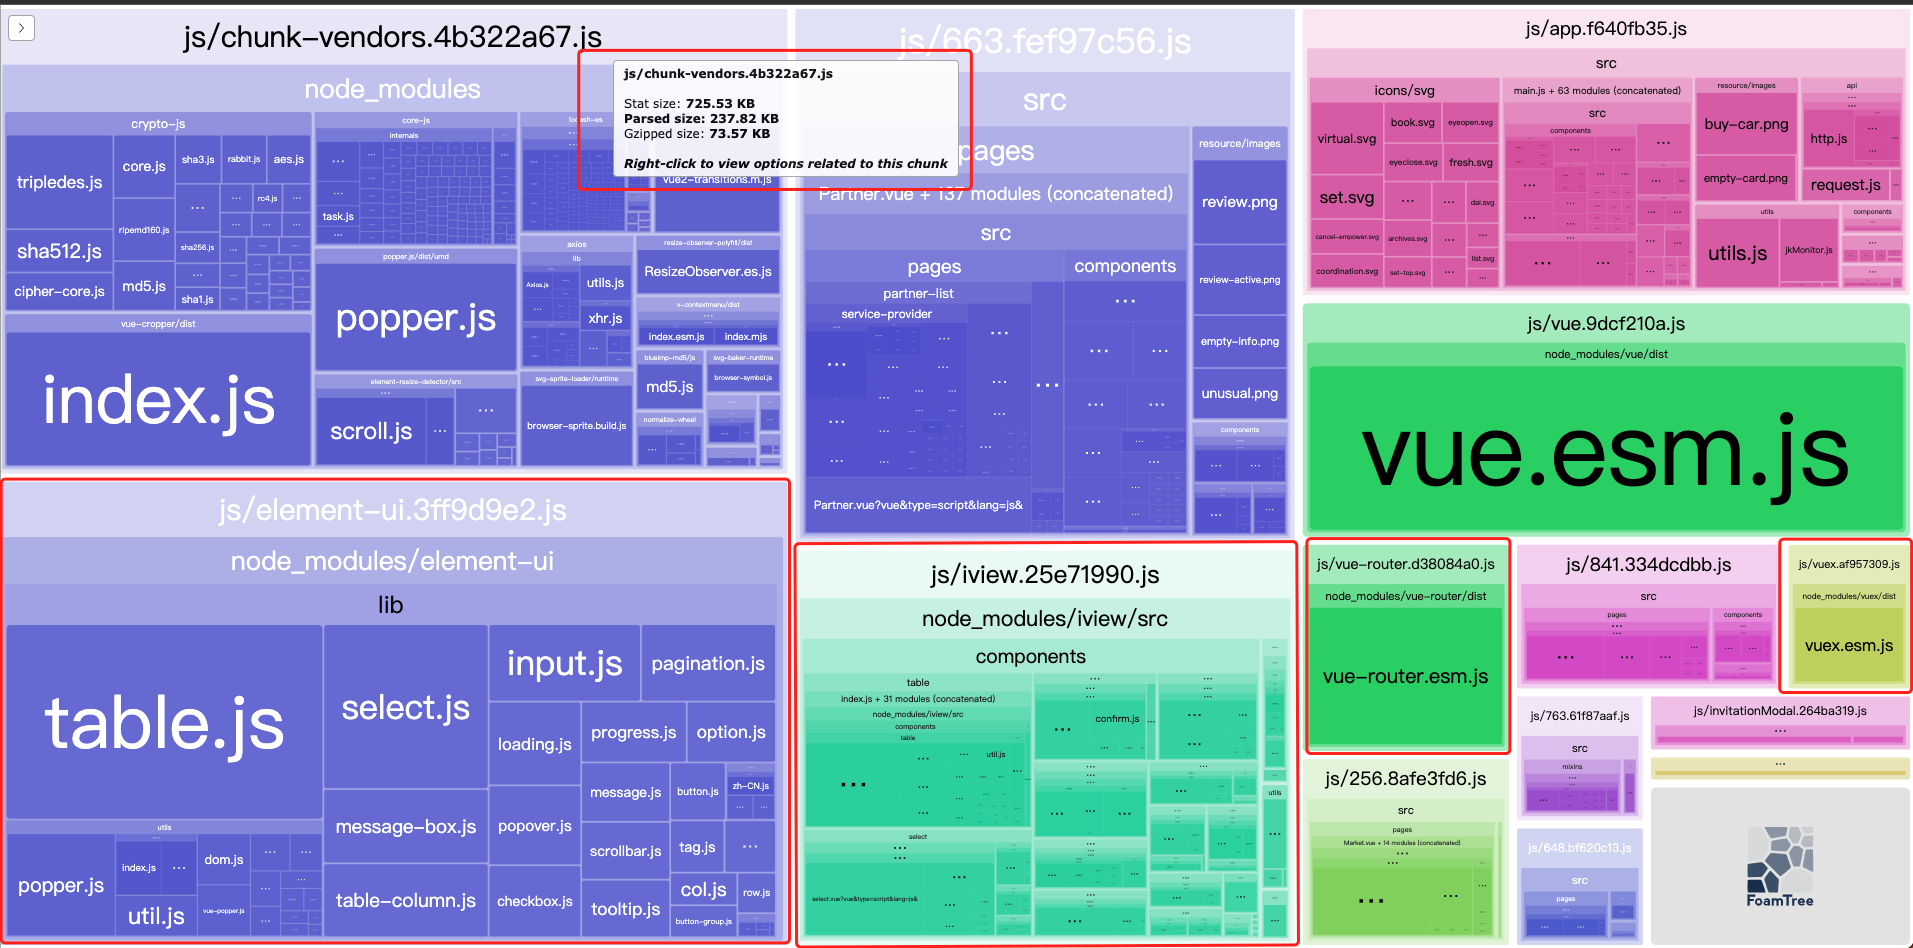 js/chunk-vendors.4b322a67.js
node_modules
crypto-js
tripledes.js
core.js
sha3.js
rabbit.js
aes.js
...
rc4.js
ripemd160.js
sha512.js
sha256.js
cipher-core.js
md5.js
sha1.js
vue-cropper/dist
index.js
core-js
internals
task.js
popper.js/dist/umd
popper.js
element-resize-detector/src
scroll.js
js/chunk-vendors.4b322a67.js
Stat size: 725.53 KB
Parsed size: 237.82 KB
Gzipped size: 73.57 KB
Right-click to view options related to this chunk
vue2-transitions.m.js
axios
lib
Axios.js
utils.js
xhr.js
resize-observer-polyfill/dist
ResizeObserver.es.js
v-contextmenu/dist
index.esm.js
index.mjs
blueimp-md5/js
md5.js
svg-baker-runtime
browser-symbol.js
svg-sprite-loader/runtime
browser-sprite.build.js
normalize-wheel
js/663.fef97c56.js
src
pages
Partner.vue + 137 modules (concatenated)
src
pages
components
partner-list
service-provider
Partner.vue?vue&type=script&lang=js&
resource/images
review.png
review-active.png
empty-info.png
unusual.png
components
js/app.f640fb35.js
src
icons/svg
virtual.svg
book.svg
eyeopen.svg
eyeclose.svg
fresh.svg
set.svg
dai.svg
cancel-empower.svg
archives.svg
list.svg
coordination.svg
set-top.svg
main.js + 63 modules (concatenated)
src
components
resource/images
buy-car.png
empty-card.png
api
http.js
request.js
utils
utils.js
jkMonitor.js
components
js/vue.9dcf210a.js
node_modules/vue/dist
vue.esm.js
js/element-ui.3ff9d9e2.js
node_modules/element-ui
lib
table.js
select.js
input.js
pagination.js
loading.js
progress.js
option.js
message.js
button.js
zh-CN.js
message-box.js
popover.js
scrollbar.js
tag.js
utils
popper.js
index.js
dom.js
util.js
vue-popper.js
table-column.js
checkbox.js
tooltip.js
col.js
row.js
button-group.js
js/iview.25e71990.js
node_modules/iview/src
components
table
index.js + 31 modules (concatenated)
node_modules/iview/src
components
table
util.js
confirm.js
select
select.vue?vue&type=script&lang=js&
utils
js/vue-router.d38084a0.js
node_modules/vue-router/dist
vue-router.esm.js
js/841.334dcdbb.js
src
pages
components
js/vuex.af957309.js
node_modules/vuex/dist
vuex.esm.js
js/763.61f87aaf.js
src
mixins
js/invitationModal.264ba319.js
js/256.8afe3fd6.js
src
pages
Market.vue + 14 modules (concatenated)
js/648.bf620c13.js
src
pages
FoamTree